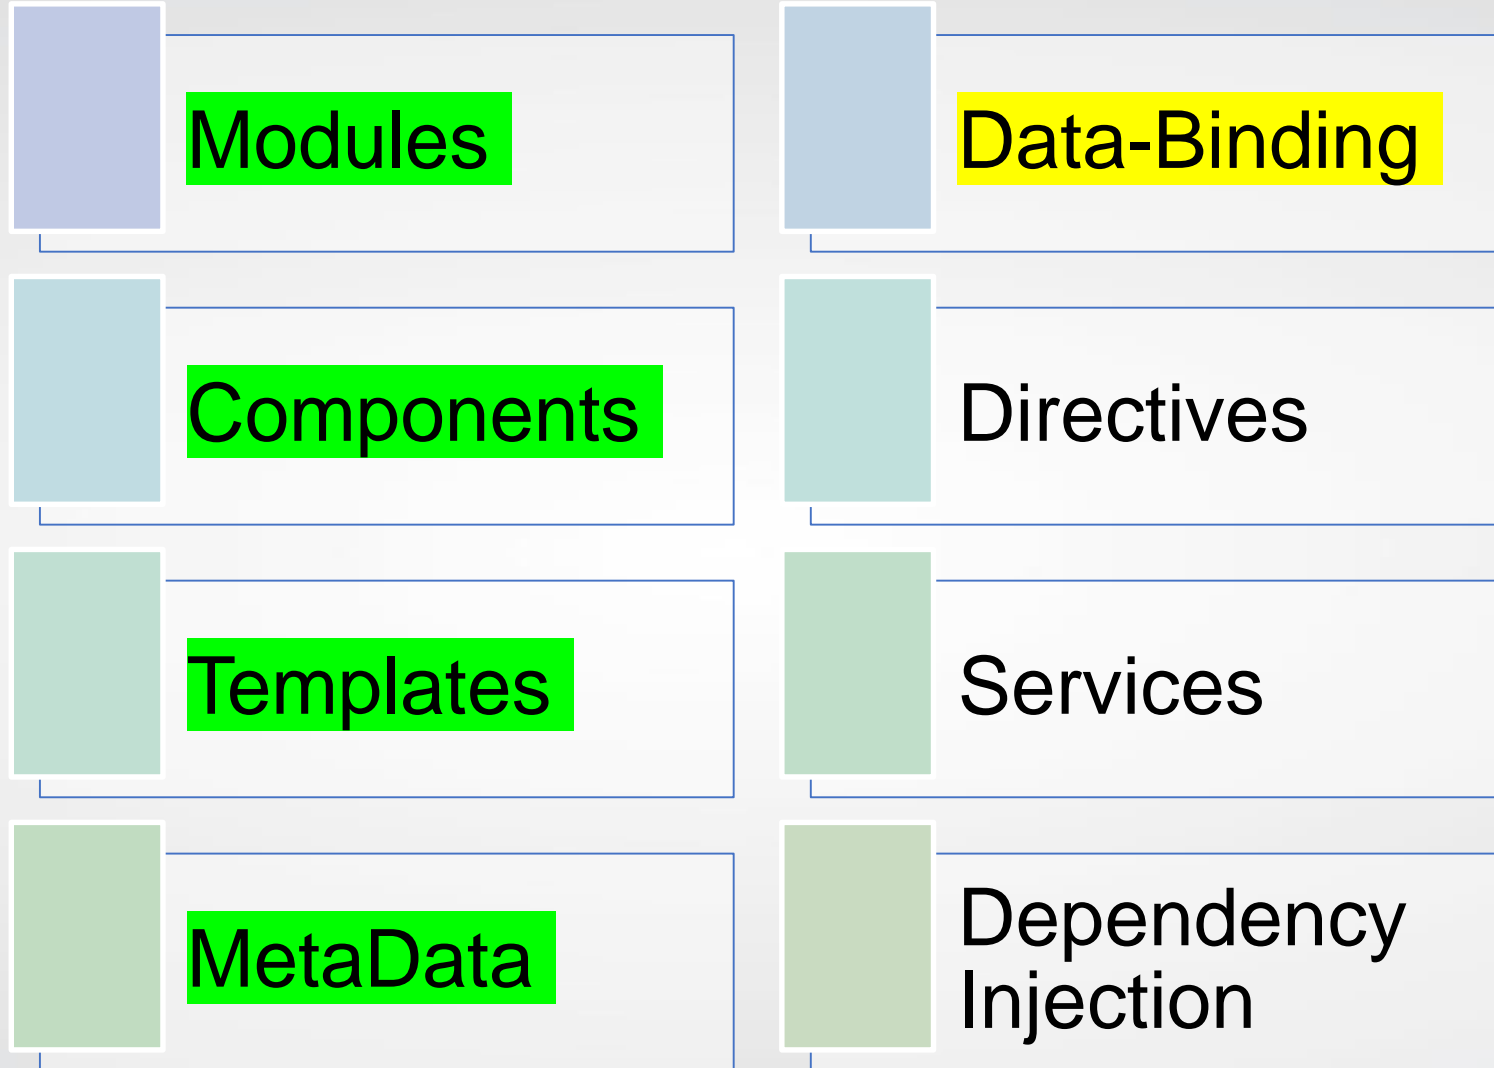 Modules
Data-Binding
Components
Directives
Templates
Services
MetaData
Dependency
Injection